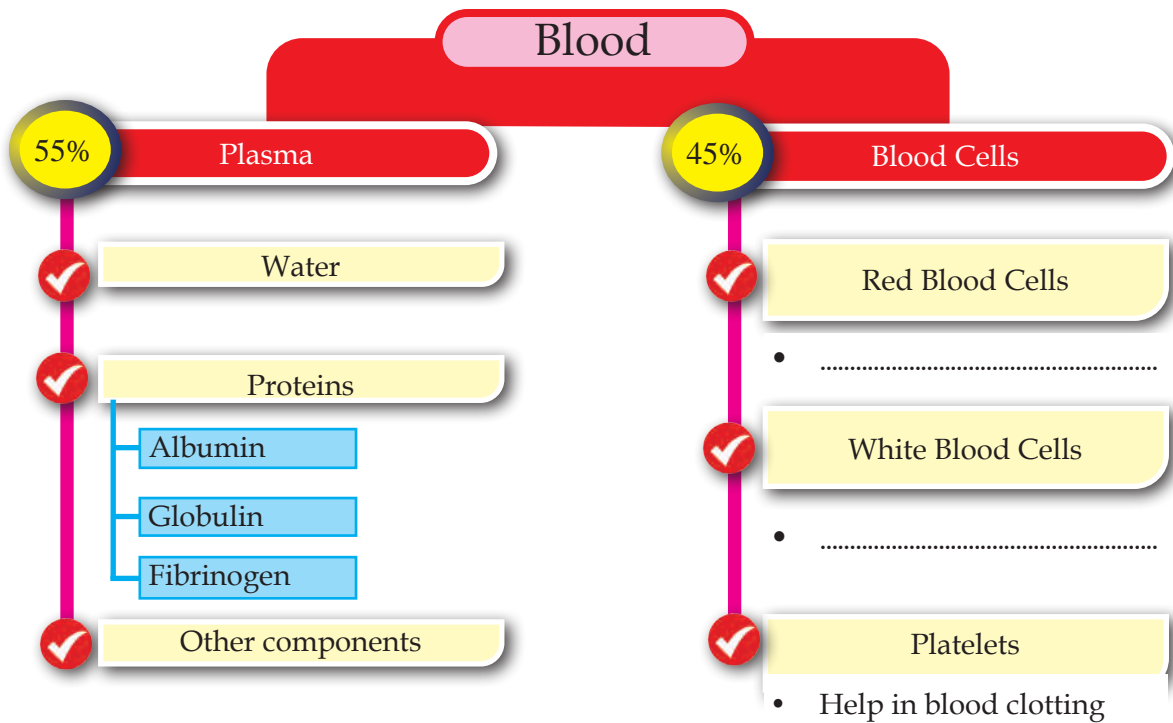 Blood
55%
Plasma
Water
Proteins
Albumin
Globulin
Fibrinogen
Other components
45%
Blood Cells
Red Blood Cells
• ..........................................................
White Blood Cells
• ..........................................................
Platelets
• Help in blood clotting